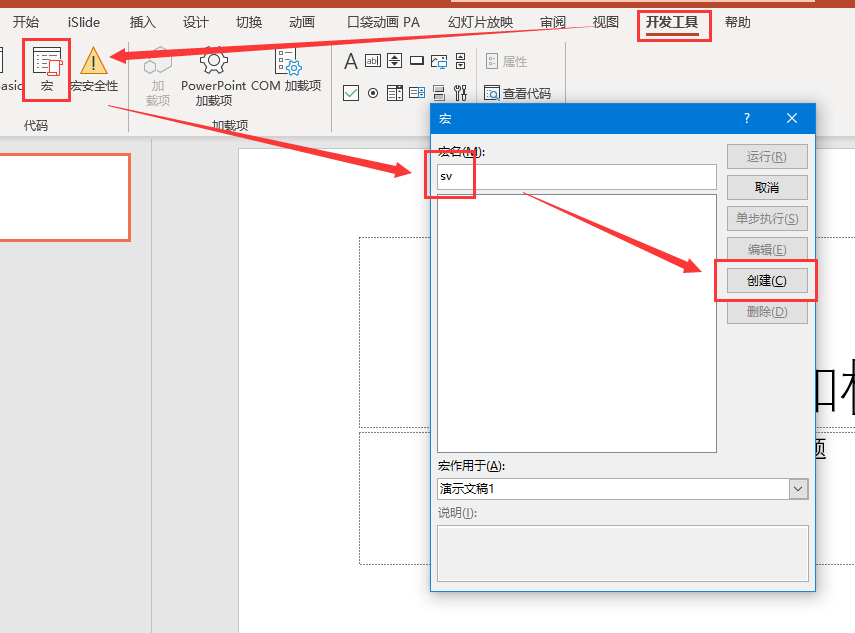 开始 iSlide 插入 设计 切换 动画 口袋动画 PA 幻灯片放映 审阅 视图 开发工具 帮助
asic 宏 宏安全性 加载项 PowerPoint 加载项 COM 加载项 A ab 属性
查看代码
代码 加载项
宏 ?
宏名(M):
sv
运行(R)
取消
单步执行(S)
编辑(E)
创建(C)
删除(D)
题
宏作用于(A):
演示文稿1
说明(I):